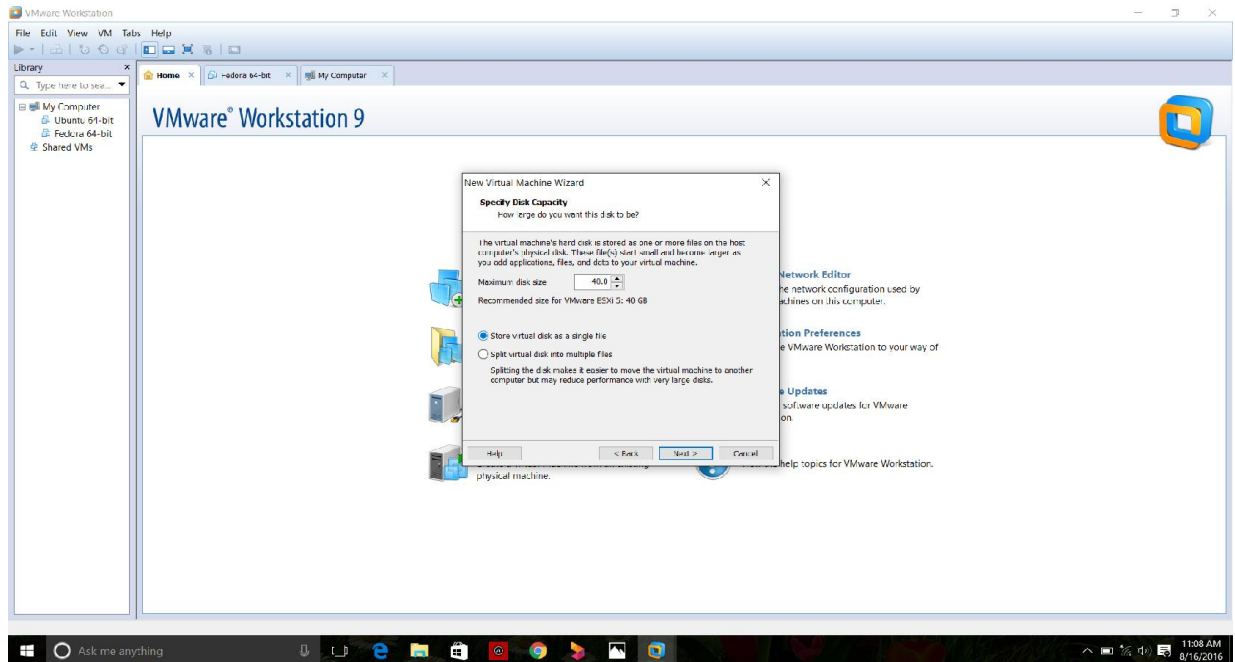 VMware Workstation
File Edit View VM Tabs Help
Library
Type here to sea...
My Computer
Ubuntu 64-bit
Fedora 64-bit
Shared VMs
Home
Fedora 64-bit
My Computer
VMware® Workstation 9
New Virtual Machine Wizard
Specify Disk Capacity
How large do you want this disk to be?
The virtual machine's hard disk is stored as one or more files on the host
computer's physical disk. These file(s) start small and become larger as
you add applications, files, and data to your virtual machine.
Maximum disk size
40.0
Recommended size for VMware ESXi 5: 40 GB
Store virtual disk as a single file
Split virtual disk into multiple files
Splitting the disk makes it easier to move the virtual machine to another
computer but may reduce performance with very large disks.
Help
< Back
Next >
Cancel
Network Editor
network configuration used by
on this computer.
Preferences
VMware Workstation to your way of
Updates
software updates for VMware
on.
help topics for VMware Workstation.
physical machine.
Ask me anything
11:08 AM
8/16/2016